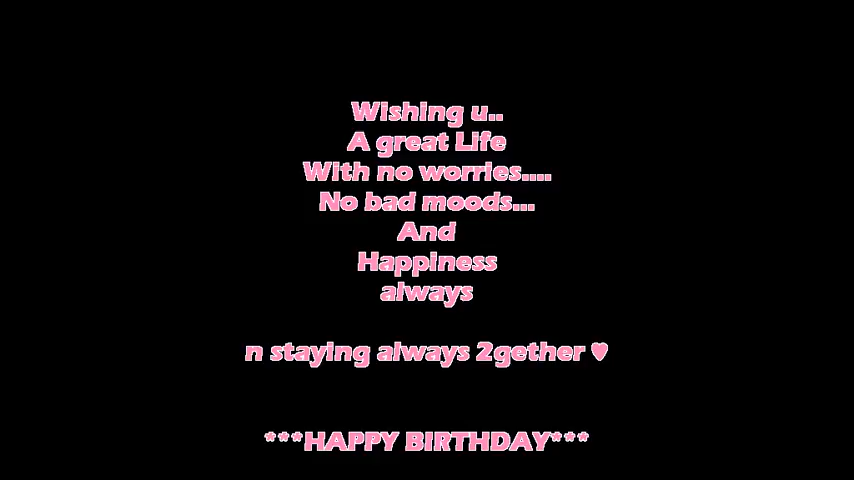 Wishing u..
A great Life
With no worries....
No bad moods...
And
Happiness
always
n staying always 2gether ♥
***HAPPY BIRTHDAY***